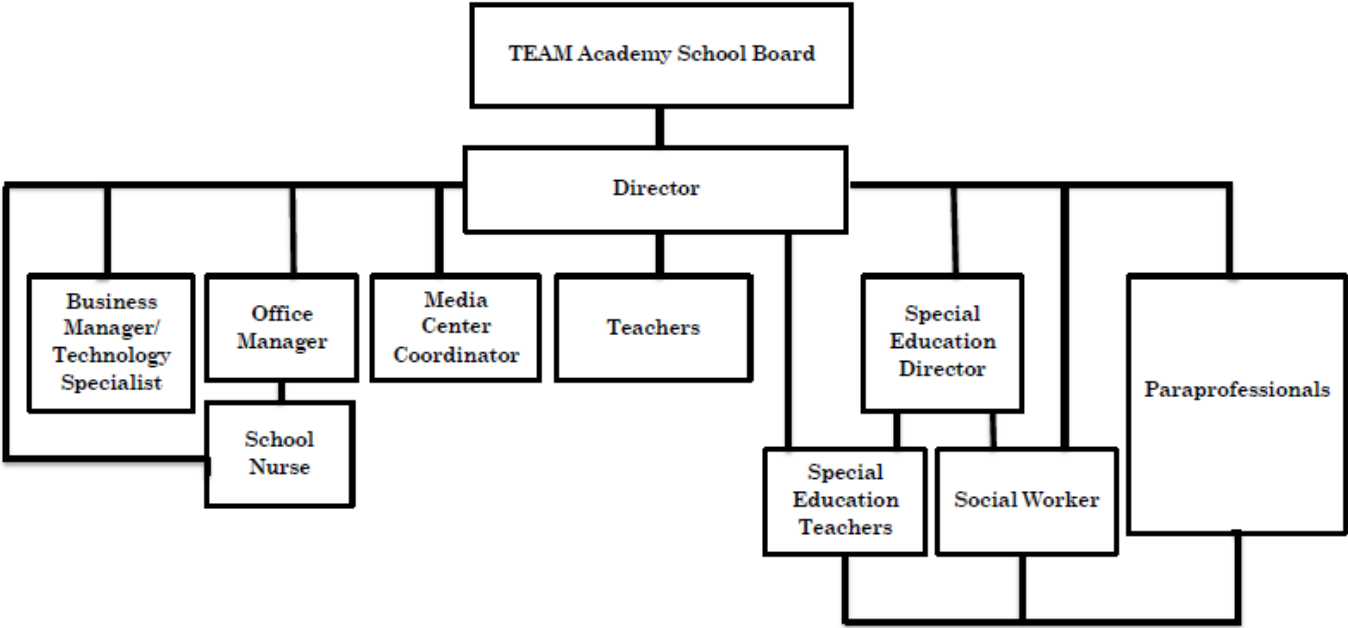 TEAM Academy School Board
Director
Business
Manager/
Technology
Specialist
Office
Manager
Media
Center
Coordinator
Teachers
Special
Education
Director
Paraprofessionals
School
Nurse
Special
Education
Teachers
Social Worker